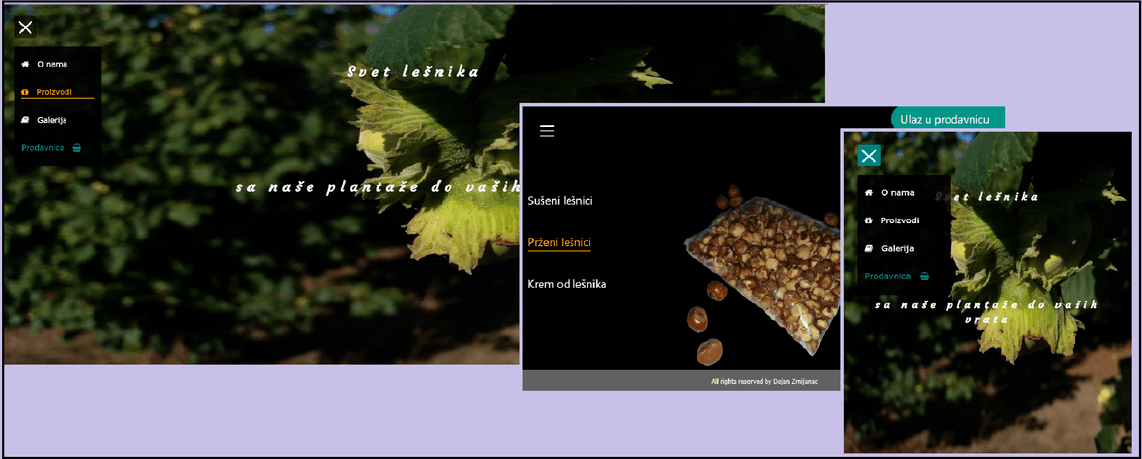 O nama
Proizvodi
Galerija
Prodavnica
Svet lešnika
sa naše plantaže do vaših
Ulaz u prodavnicu
Sušeni lešnici
Prženi lešnici
Krem od lešnika
All rights reserved by Dejan Zmijanac
O nama
Proizvodi
Galerija
Prodavnica
Svet lešnika
sa naše plantaže do vaših
vrata